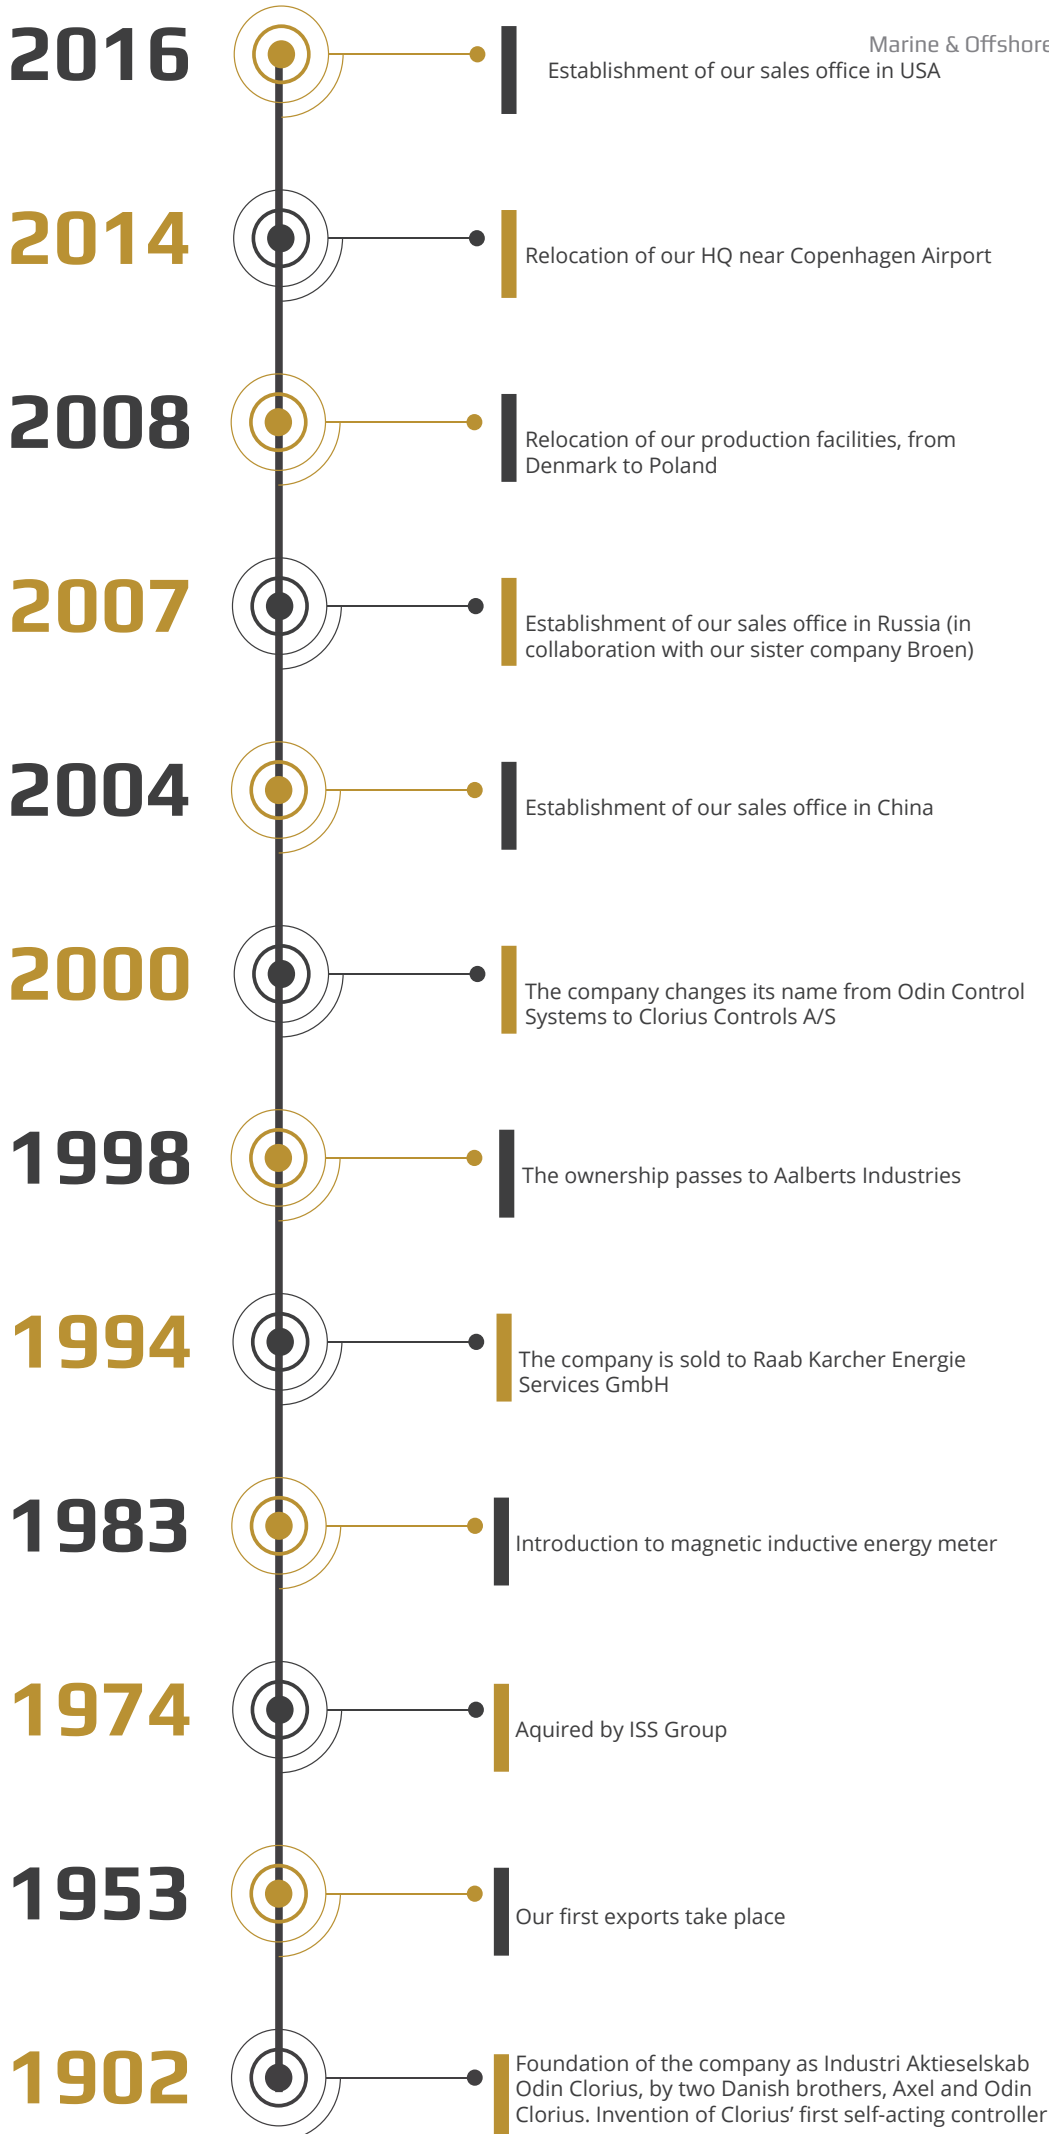 2016
Marine & Offshore
Establishment of our sales office in USA
2014
Relocation of our HQ near Copenhagen Airport
2008
Relocation of our production facilities, from
Denmark to Poland
2007
Establishment of our sales office in Russia (in
collaboration with our sister company Broen)
2004
Establishment of our sales office in China
2000
The company changes its name from Odin Control
Systems to Clorius Controls A/S
1998
The ownership passes to Aalberts Industries
1994
The company is sold to Raab Karcher Energie
Services GmbH
1983
Introduction to magnetic inductive energy meter
1974
Aquired by ISS Group
1953
Our first exports take place
1902
Foundation of the company as Industri Aktieselskab
Odin Clorius, by two Danish brothers, Axel and Odin
Clorius. Invention of Clorius’ first self-acting controller